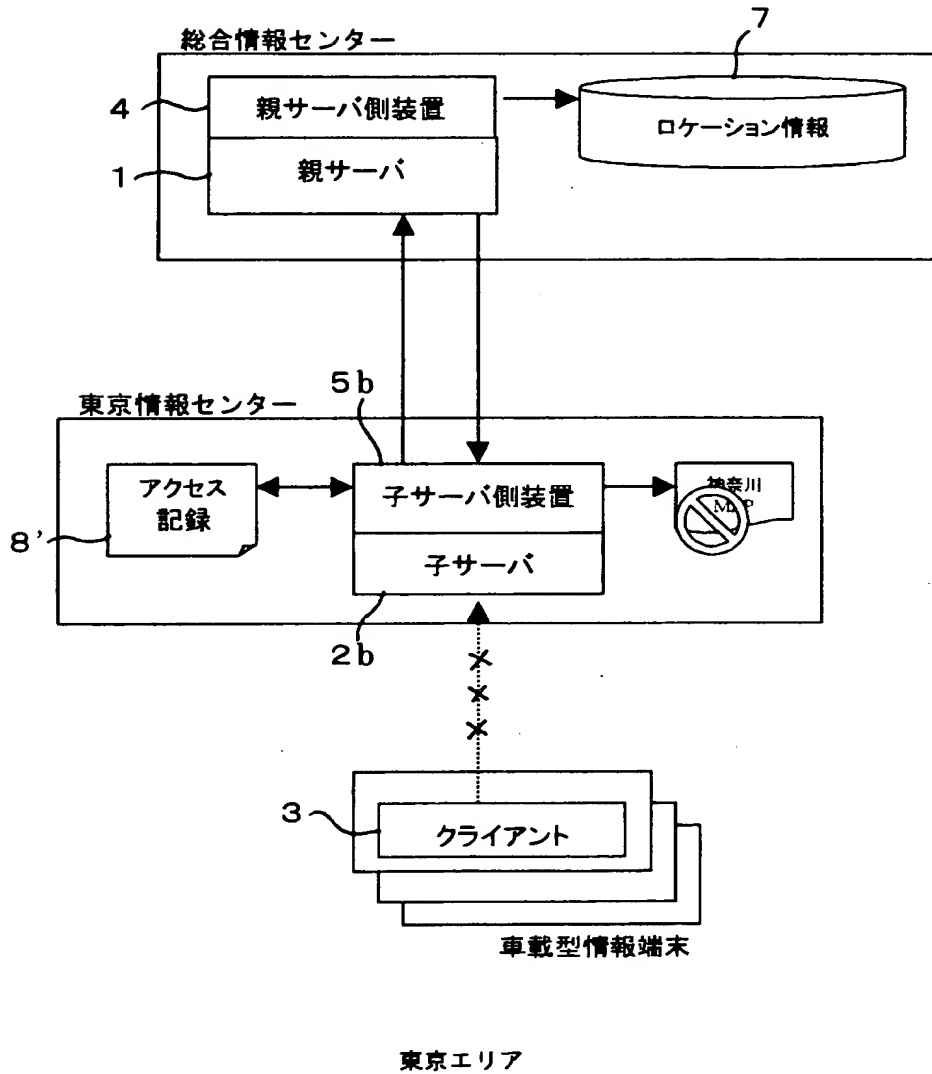 総合情報センター
7
4
親サーバ側装置
ロケーション情報
1
親サーバ
5b
東京情報センター
アクセス
記録
子サーバ側装置
神奈川
8'
子サーバ
2b
3
クライアント
車載型情報端末
東京エリア